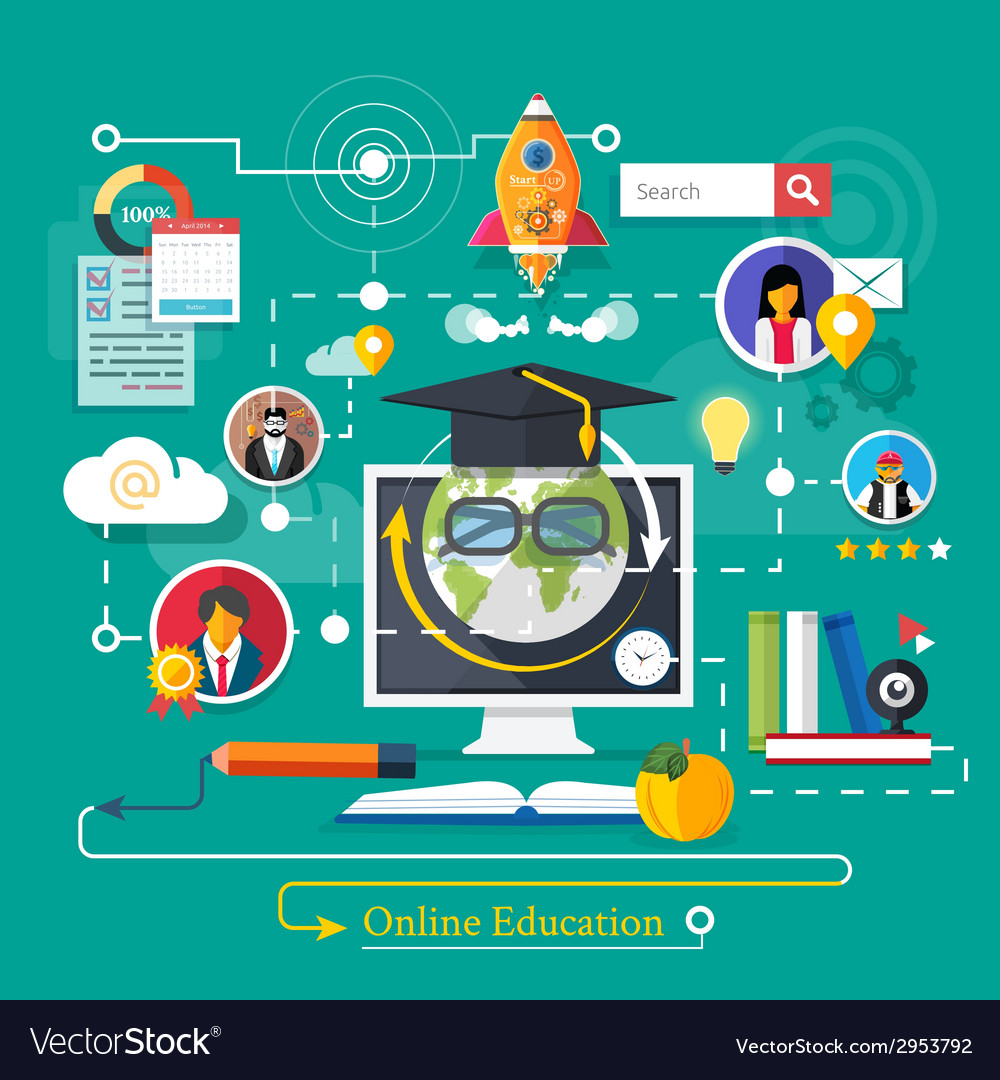 100%
◄ April 2014 ►
Sun Mon Tue Wed Thu Fri Sat
Button
Start UP
$
Search
@
Online Education
VectorStock®
VectorStock.com/2953792